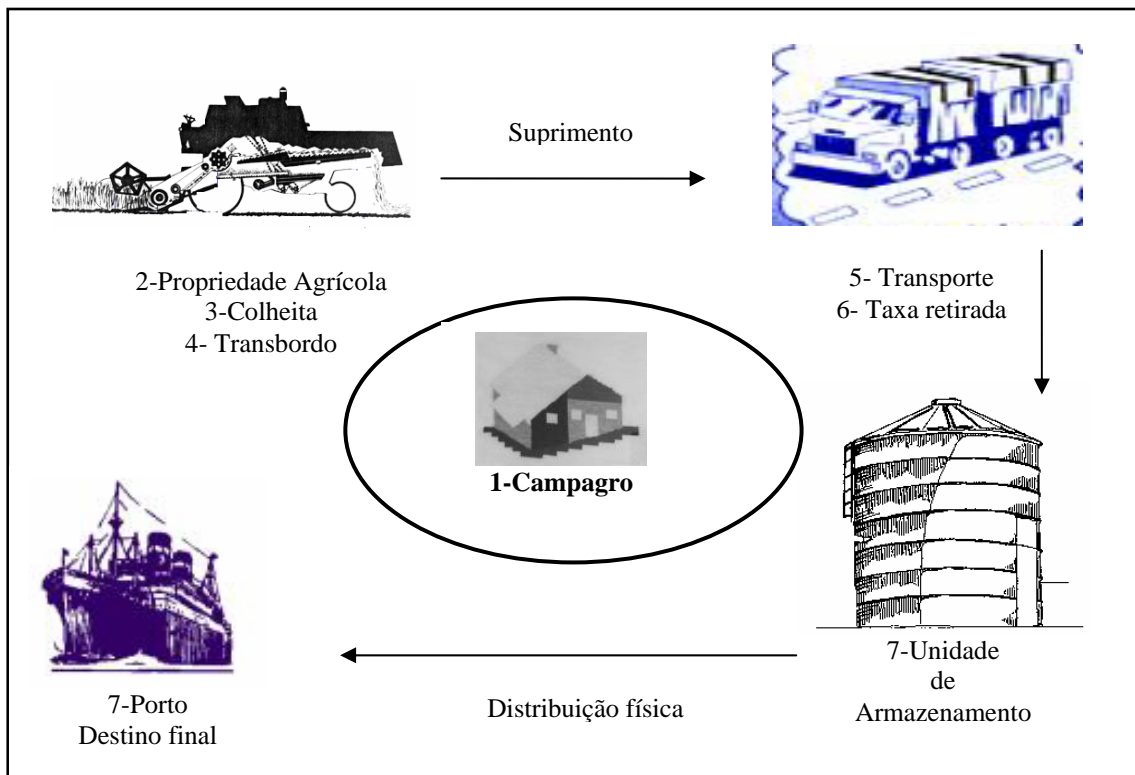 Suprimento
2-Propriedade Agrícola
3-Colheita
4- Transbordo
5- Transporte
6- Taxa retirada
1-Campagro
7-Unidade
de
Armazenamento
Distribuição física
7-Porto
Destino final